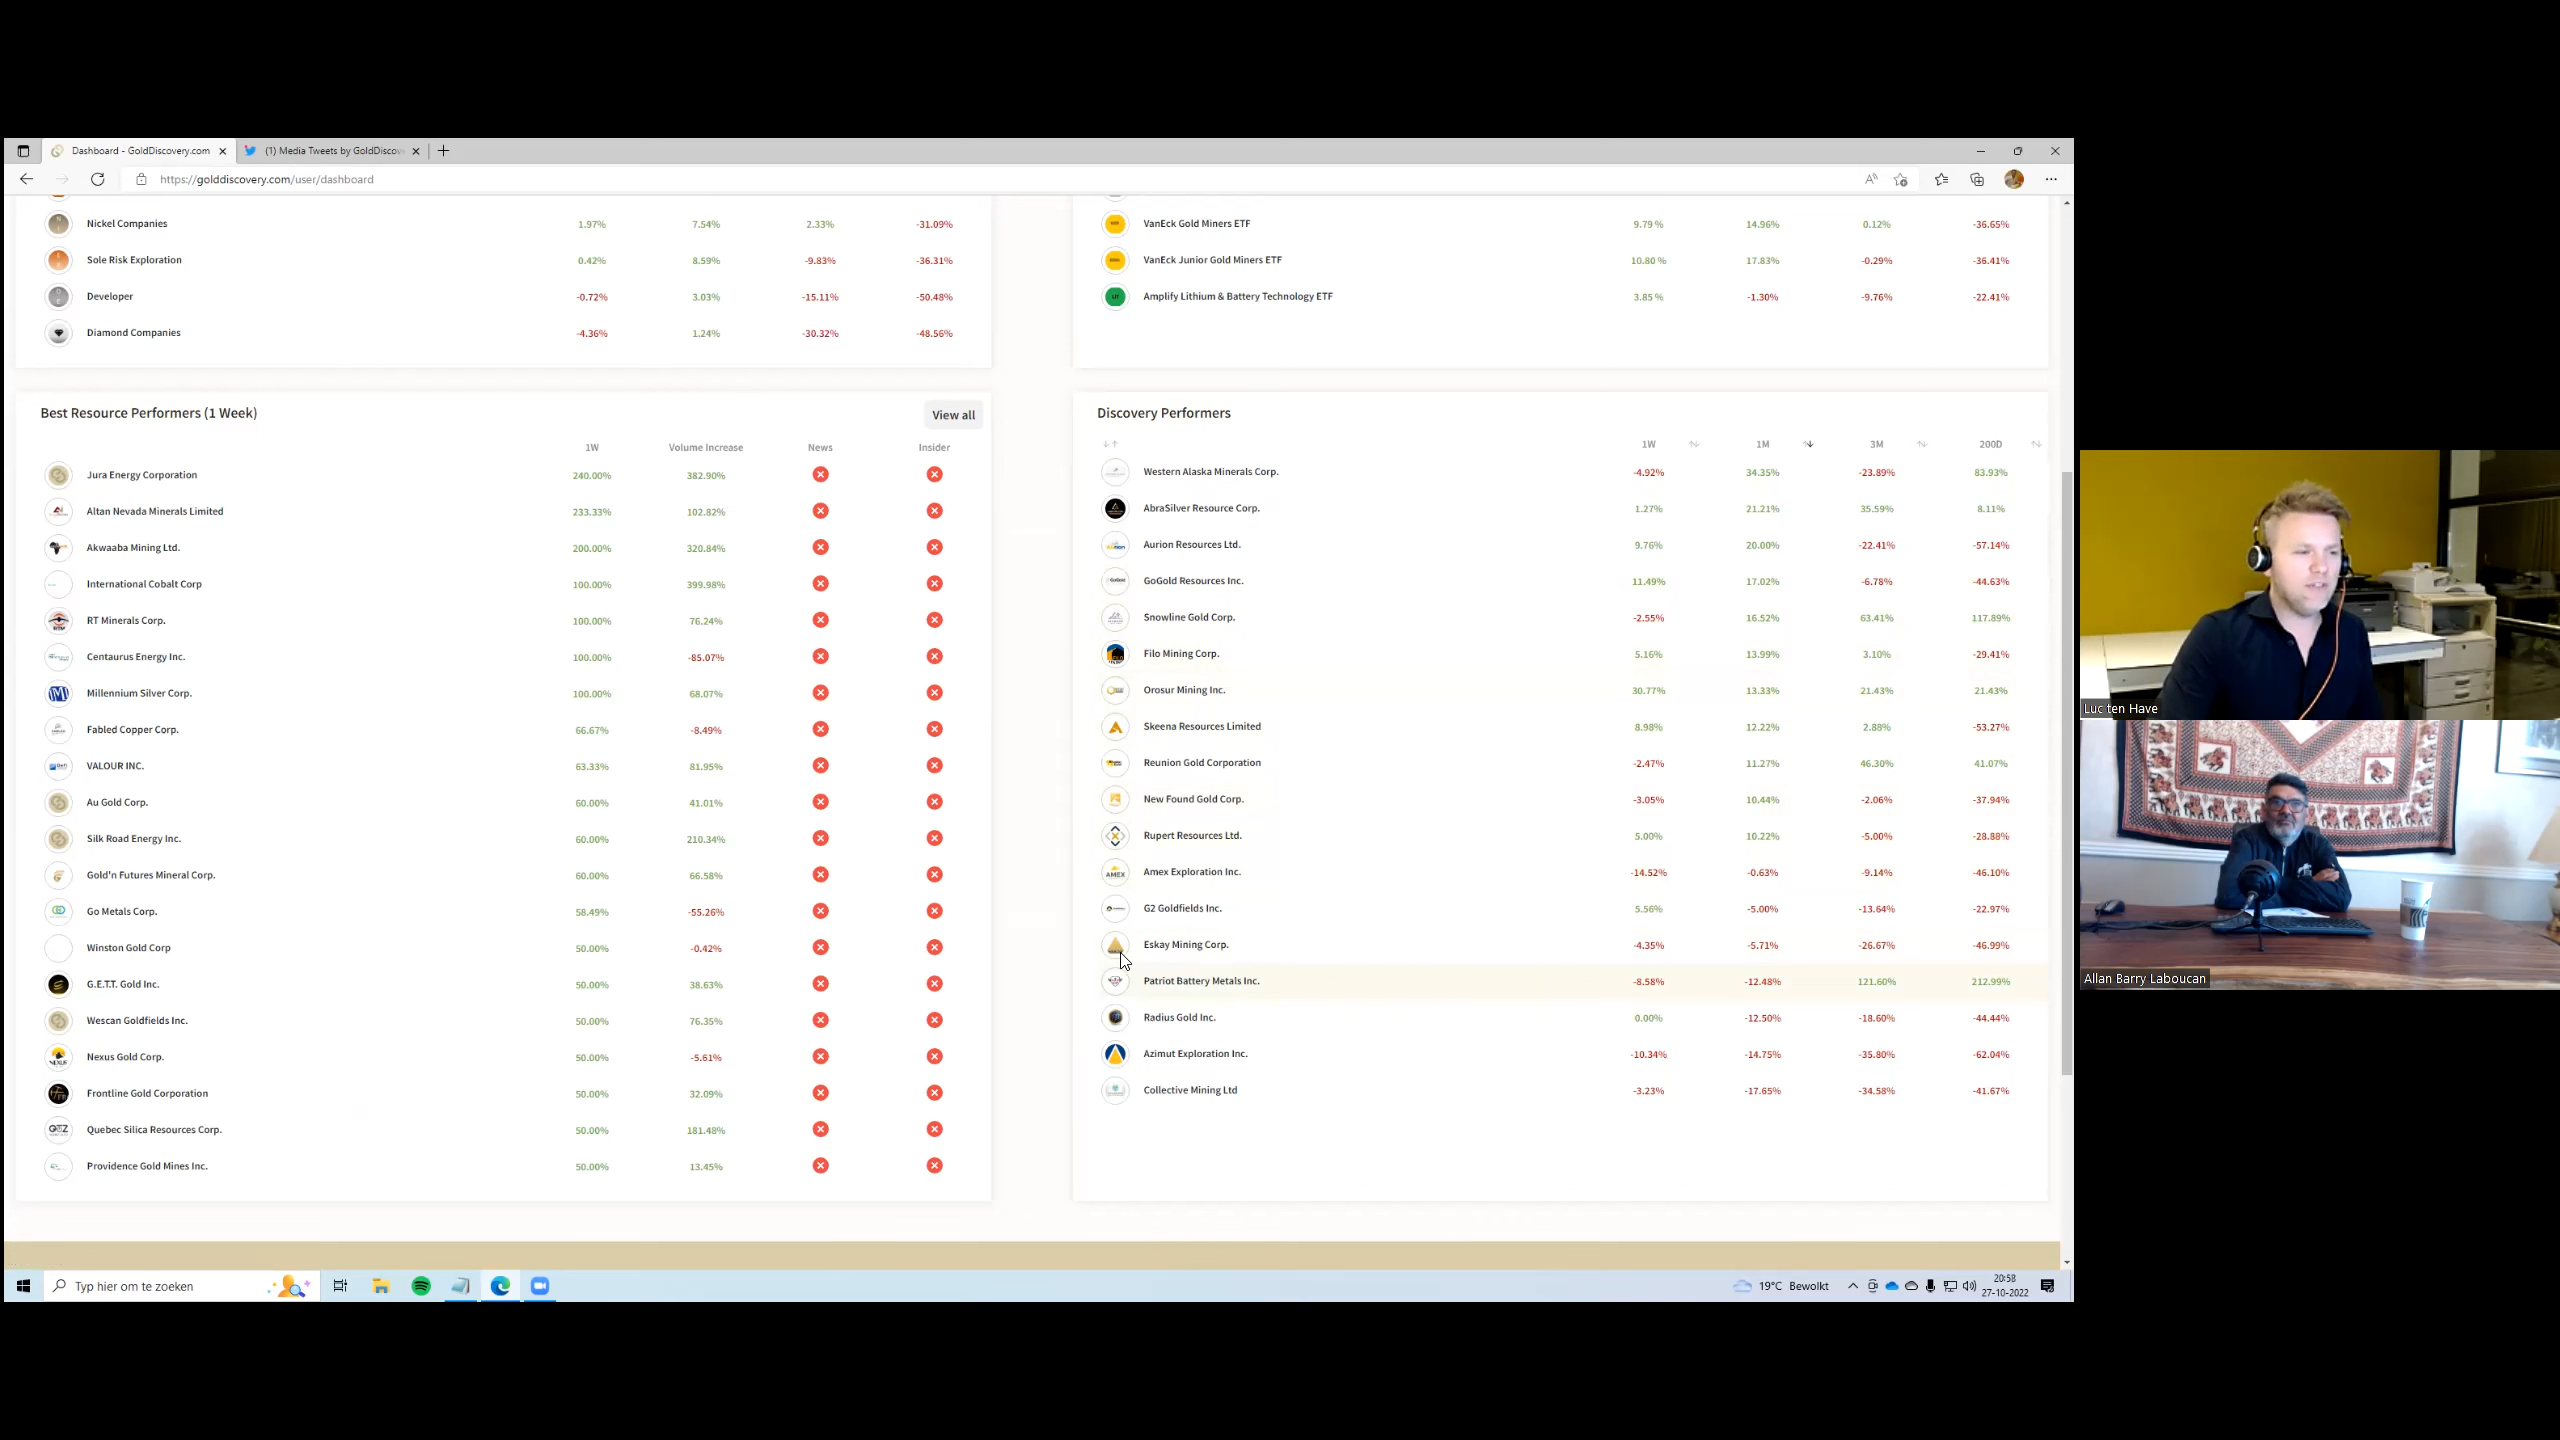 Dashboard - GoldDiscovery.com
(1) Media Tweets by GoldDiscov
https://golddiscovery.com/user/dashboard
Nickel Companies 1.97% 7.54% 2.33% -31.09%
Sole Risk Exploration 0.42% 8.59% -9.83% -36.31%
Developer -0.72% 3.03% -15.11% -50.48%
Diamond Companies -4.36% 1.24% -30.32% -48.56%
VanEck Gold Miners ETF 9.79 % 14.96% 0.12% -36.65%
VanEck Junior Gold Miners ETF 10.80 % 17.83% -0.29% -36.41%
Amplify Lithium & Battery Technology ETF 3.85 % -1.30% -9.76% -22.41%
Best Resource Performers (1 Week) View all
1W Volume Increase News Insider
Jura Energy Corporation 240.00% 382.90%
Altan Nevada Minerals Limited 233.33% 102.82%
Akwaaba Mining Ltd. 200.00% 320.84%
International Cobalt Corp 100.00% 399.98%
RT Minerals Corp. 100.00% 76.24%
Centaurus Energy Inc. 100.00% -85.07%
Millennium Silver Corp. 100.00% 68.07%
Fabled Copper Corp. 66.67% -8.49%
VALOUR INC. 63.33% 81.95%
Au Gold Corp. 60.00% 41.01%
Silk Road Energy Inc. 60.00% 210.34%
Gold'n Futures Mineral Corp. 60.00% 66.58%
Go Metals Corp. 58.49% -55.26%
Winston Gold Corp 50.00% -0.42%
G.E.T.T. Gold Inc. 50.00% 38.63%
Wescan Goldfields Inc. 50.00% 76.35%
Nexus Gold Corp. 50.00% -5.61%
Frontline Gold Corporation 50.00% 32.09%
Quebec Silica Resources Corp. 50.00% 181.48%
Providence Gold Mines Inc. 50.00% 13.45%
Discovery Performers
1W 1M 3M 200D
Western Alaska Minerals Corp. -4.92% 34.35% -23.89% 83.93%
AbraSilver Resource Corp. 1.27% 21.21% 35.59% 8.11%
Aurion Resources Ltd. 9.76% 20.00% -22.41% -57.14%
GoGold Resources Inc. 11.49% 17.02% -6.78% -44.63%
Snowline Gold Corp. -2.55% 16.52% 63.41% 117.89%
Filo Mining Corp. 5.16% 13.99% 3.10% -29.41%
Orosur Mining Inc. 30.77% 13.33% 21.43% 21.43%
Skeena Resources Limited 8.98% 12.22% 2.88% -53.27%
Reunion Gold Corporation -2.47% 11.27% 46.30% 41.07%
New Found Gold Corp. -3.05% 10.44% -2.06% -37.94%
Rupert Resources Ltd. 5.00% 10.22% -5.00% -28.88%
AMEX Amex Exploration Inc. -14.52% -0.63% -9.14% -46.10%
G2 Goldfields Inc. 5.56% -5.00% -13.64% -22.97%
Eskay Mining Corp. -4.35% -5.71% -26.67% -46.99%
Patriot Battery Metals Inc. -8.58% -12.48% 121.60% 212.99%
Radius Gold Inc. 0.00% -12.50% -18.60% -44.44%
Azimut Exploration Inc. -10.34% -14.75% -35.80% -62.04%
Collective Mining Ltd -3.23% -17.65% -34.58% -41.67%
Luc ten Have
Allan Barry Laboucan
Typ hier om te zoeken
19°C Bewolkt
20:58
27-10-2022